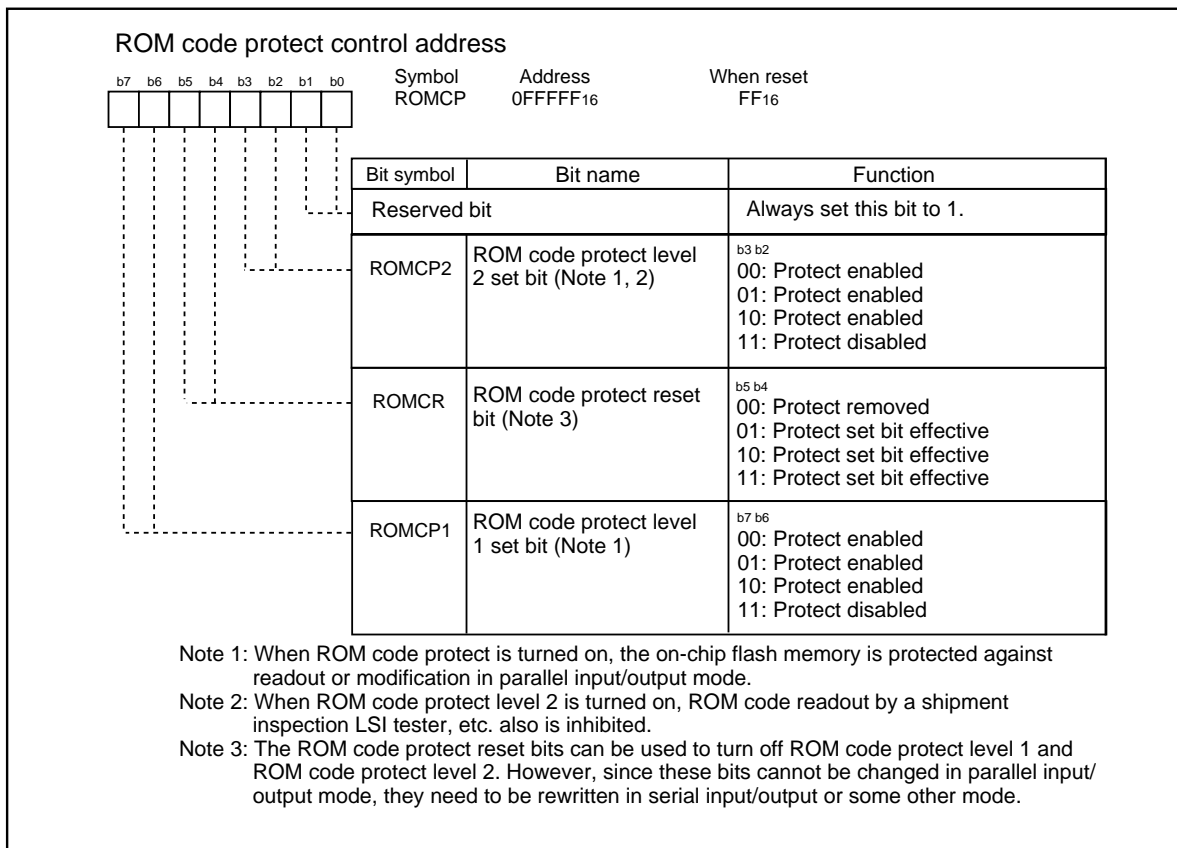 ROM code protect control address
b7 b6 b5 b4 b3 b2 b1 b0
Symbol Address When reset
ROMCP 0FFFFF16 FF16
Bit symbol Bit name Function
Reserved bit Always set this bit to 1.
ROMCP2 ROM code protect level
2 set bit (Note 1, 2)
b3 b2
00: Protect enabled
01: Protect enabled
10: Protect enabled
11: Protect disabled
ROMCR ROM code protect reset
bit (Note 3)
b5 b4
00: Protect removed
01: Protect set bit effective
10: Protect set bit effective
11: Protect set bit effective
ROMCP1 ROM code protect level
1 set bit (Note 1)
b7 b6
00: Protect enabled
01: Protect enabled
10: Protect enabled
11: Protect disabled
Note 1: When ROM code protect is turned on, the on-chip flash memory is protected against
readout or modification in parallel input/output mode.
Note 2: When ROM code protect level 2 is turned on, ROM code readout by a shipment
inspection LSI tester, etc. also is inhibited.
Note 3: The ROM code protect reset bits can be used to turn off ROM code protect level 1 and
ROM code protect level 2. However, since these bits cannot be changed in parallel input/
output mode, they need to be rewritten in serial input/output or some other mode.